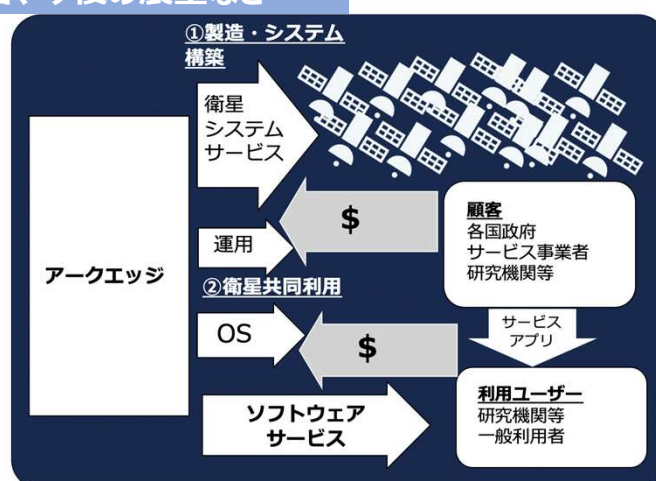 今後の展望など
①製造・システム
構築
衛星
システム
サービス
$
顧客
各国政府
サービス事業者
研究機関等
運用
アークエッジ
②衛星共同利用
OS
$
サービス
アプリ
ソフトウェア
サービス
利用ユーザー
研究機関等
一般利用者